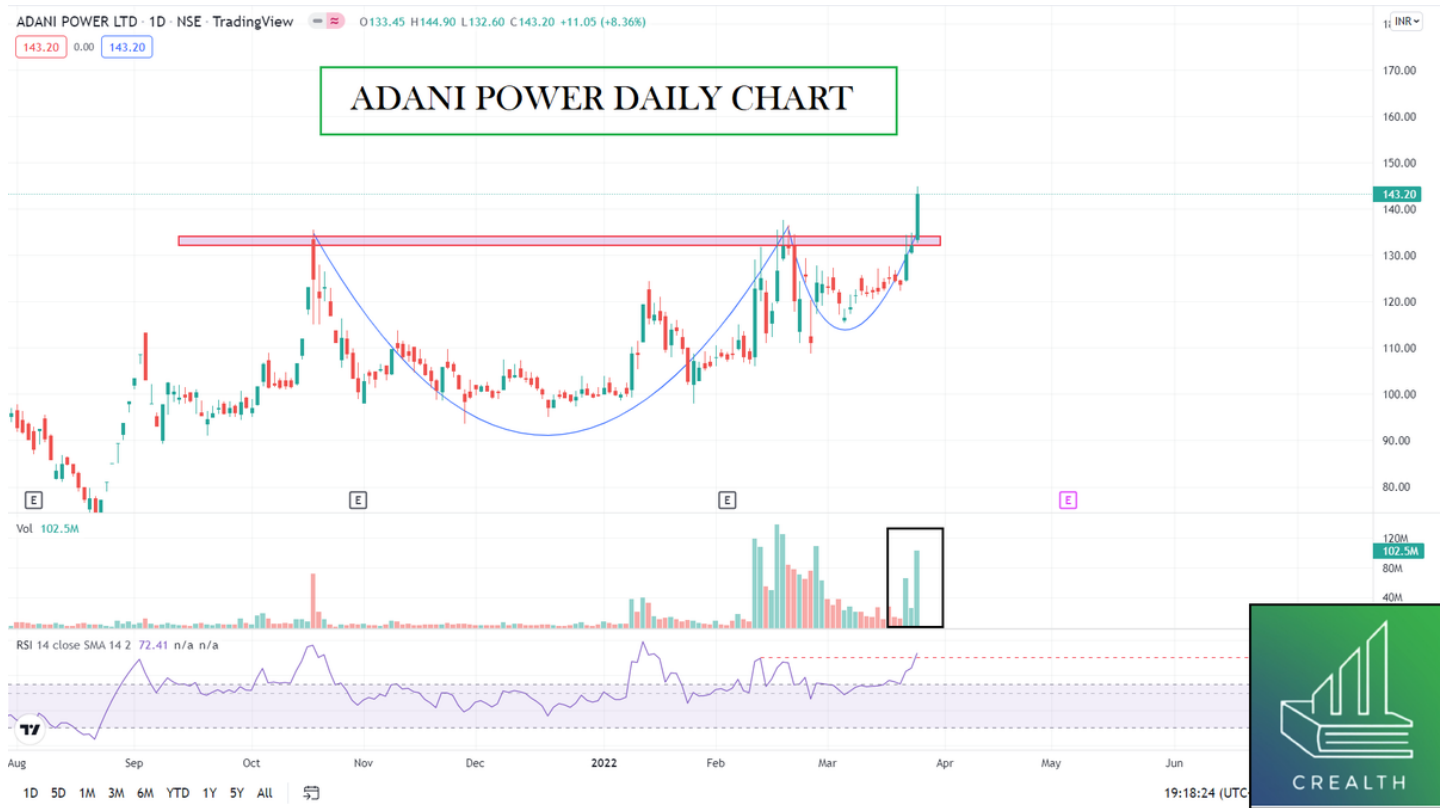 ADANI POWER LTD · 1D · NSE · TradingView O133.45 H144.90 L132.60 C143.20 +11.05 (+8.36%)
INR
143.20 0.00 143.20
ADANI POWER DAILY CHART
170.00
160.00
150.00
143.20
140.00
130.00
120.00
110.00
100.00
90.00
80.00
E E E E
Vol 102.5M
120M
102.5M
80M
40M
RSI 14 close SMA 14 2 72.41 n/a n/a
Aug Sep Oct Nov Dec 2022 Feb Mar Apr May Jun
1D 5D 1M 3M 6M YTD 1Y 5Y All 19:18:24 (UTC
CREALTH